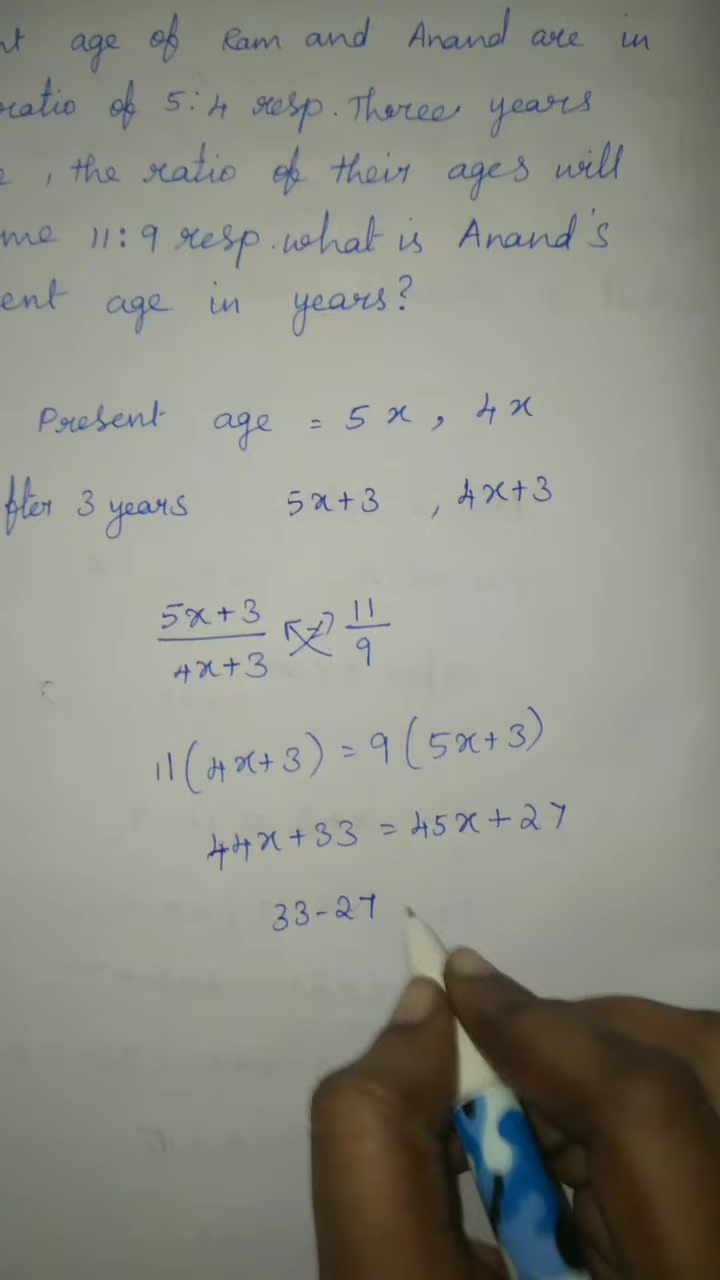 nt age of Ram and Anand are in
ratio of 5:4 resp. Three years
e, the ratio of their ages will
me 11:9 resp. what is Anand's
ent age in years?
Present age = 5x, 4x
fter 3 years 5x+3, 4x+3
5x+3 11
4x+3 9
11(4x+3) = 9(5x+3)
44x+33 = 45x+27
33-27